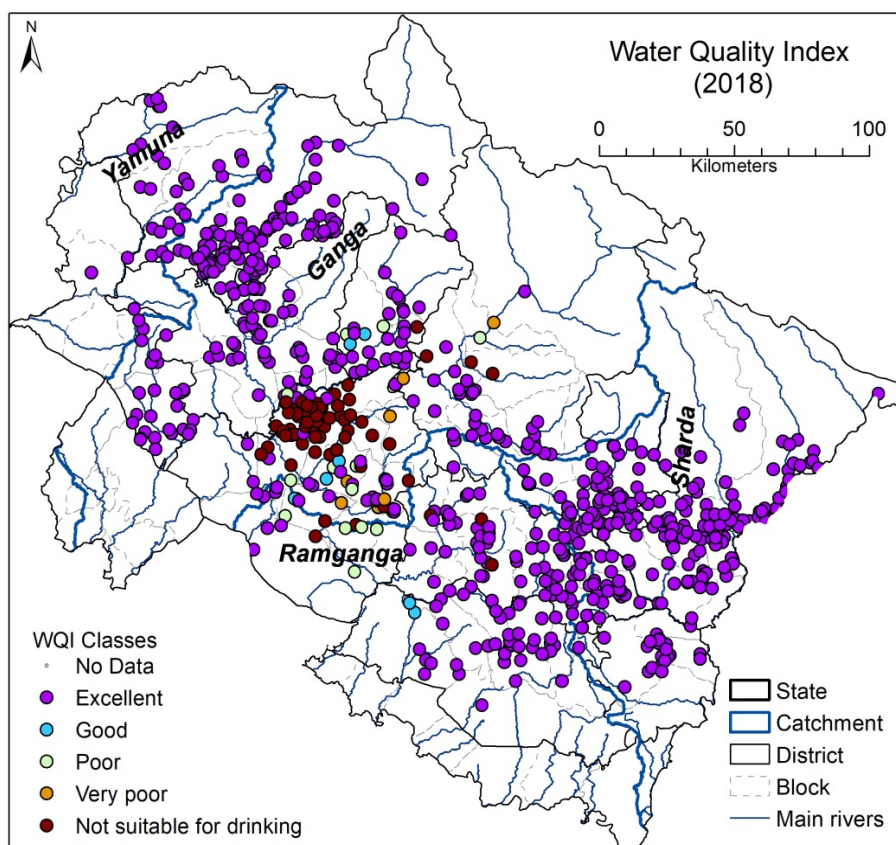 N
Water Quality Index
(2018)
0 50 100
Kilometers
Yamuna
Ganga
Sharda
Ramganga
WQI Classes
No Data
Excellent
Good
Poor
Very poor
Not suitable for drinking
State
Catchment
District
Block
Main rivers